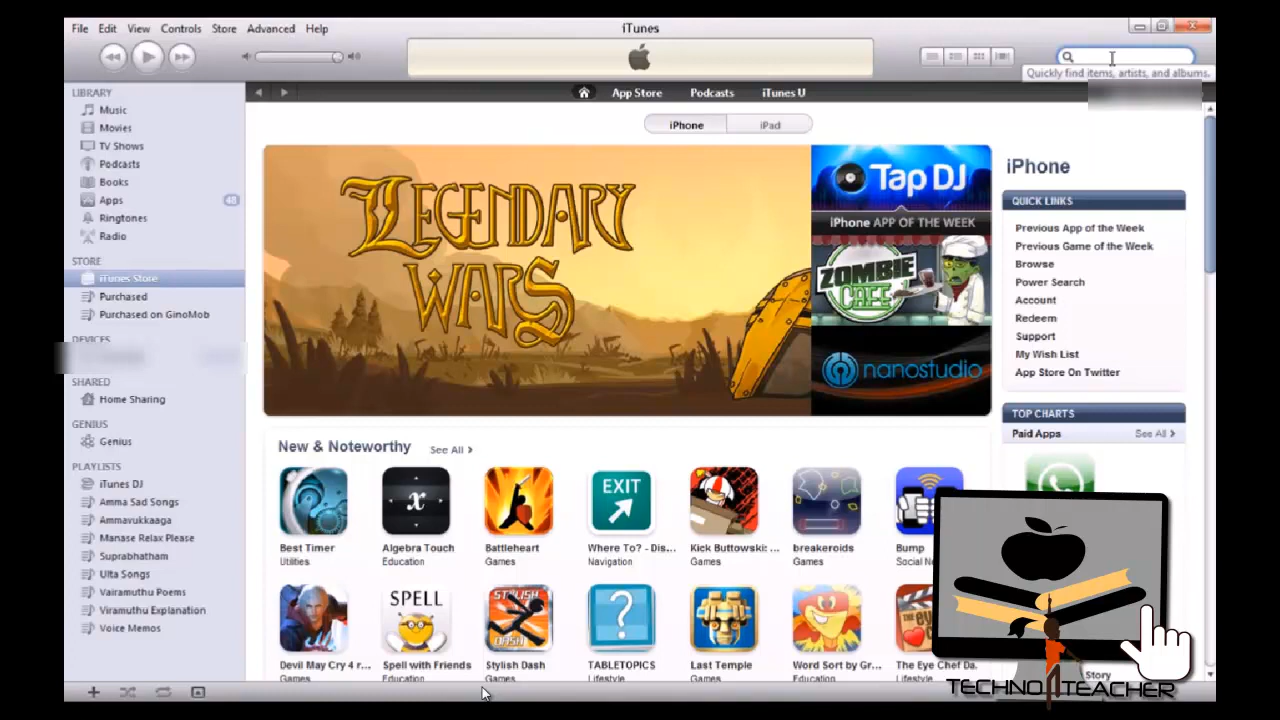 File Edit View Controls Store Advanced Help
iTunes
Quickly find items, artists, and albums.
LIBRARY
Music
Movies
TV Shows
Podcasts
Books
Apps 48
Ringtones
Radio
STORE
iTunes Store
Purchased
Purchased on GinoMob
DEVICES
SHARED
Home Sharing
GENIUS
Genius
PLAYLISTS
iTunes DJ
Amma Sad Songs
Ammavukkaaga
Manase Relax Please
Suprabhatham
Ulta Songs
Vairamuthu Poems
Viramuthu Explanation
Voice Memos
App Store Podcasts iTunes U
iPhone iPad
LEGENDARY
WARS
Tap DJ
iPhone APP OF THE WEEK
ZOMBIE
CAFE
nanostudio
iPhone
QUICK LINKS
Previous App of the Week
Previous Game of the Week
Browse
Power Search
Account
Redeem
Support
My Wish List
App Store On Twitter
TOP CHARTS
Paid Apps See All >
New & Noteworthy See All >
x
EXIT
Best Timer
Utilities
Algebra Touch
Education
Battleheart
Games
Where To? - Dis...
Navigation
Kick Buttowski: ...
Games
breakeroids
Games
Bump
Social N
SPELL
STYLISH
DASH
?
Devil May Cry 4 r...
Games
Spell with Friends
Education
Stylish Dash
Games
TABLETOPICS
Lifestyle
Last Temple
Games
Word Sort by Gr...
Education
The Eye Chef Da.
Lifestyle
Story
TECHNO TEACHER